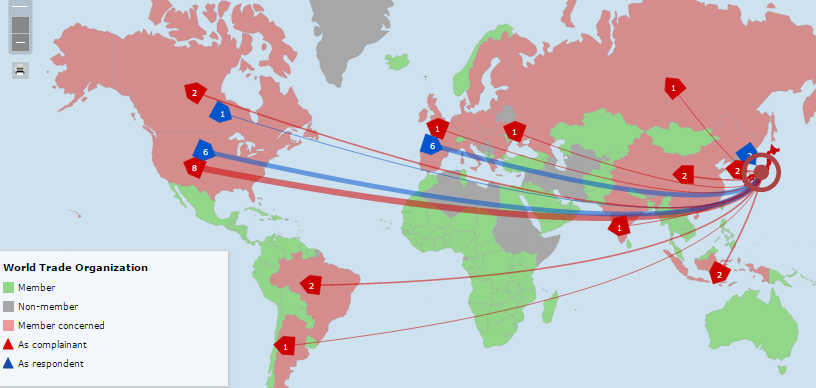 2
1
1
1
1
6
6
2
8
2
2
1
2
2
1
World Trade Organization
Member
Non-member
Member concerned
As complainant
As respondent